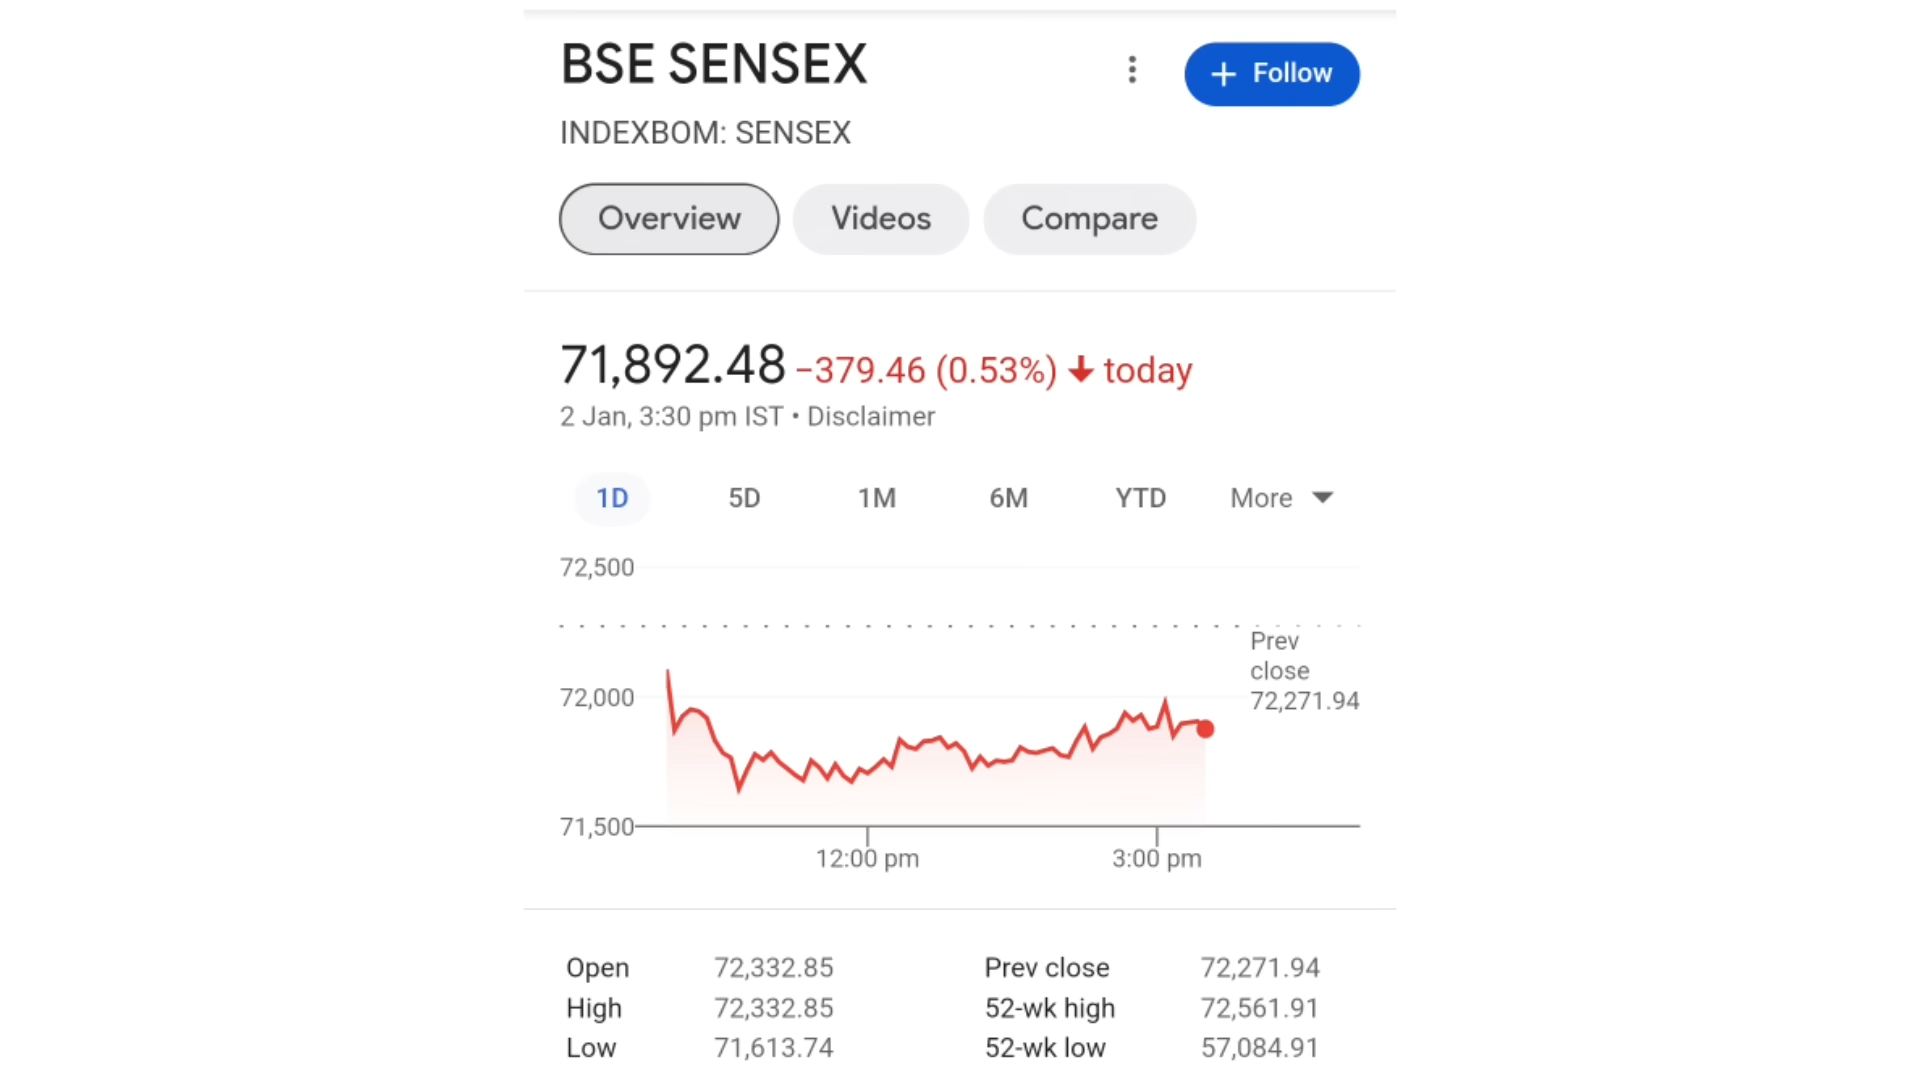 BSE SENSEX
+ Follow
INDEXBOM: SENSEX
Overview Videos Compare
71,892.48 −379.46 (0.53%) ↓ today
2 Jan, 3:30 pm IST • Disclaimer
1D 5D 1M 6M YTD More
72,500
Prev
close
72,271.94
72,000
71,500
12:00 pm 3:00 pm
Open 72,332.85 Prev close 72,271.94
High 72,332.85 52-wk high 72,561.91
Low 71,613.74 52-wk low 57,084.91